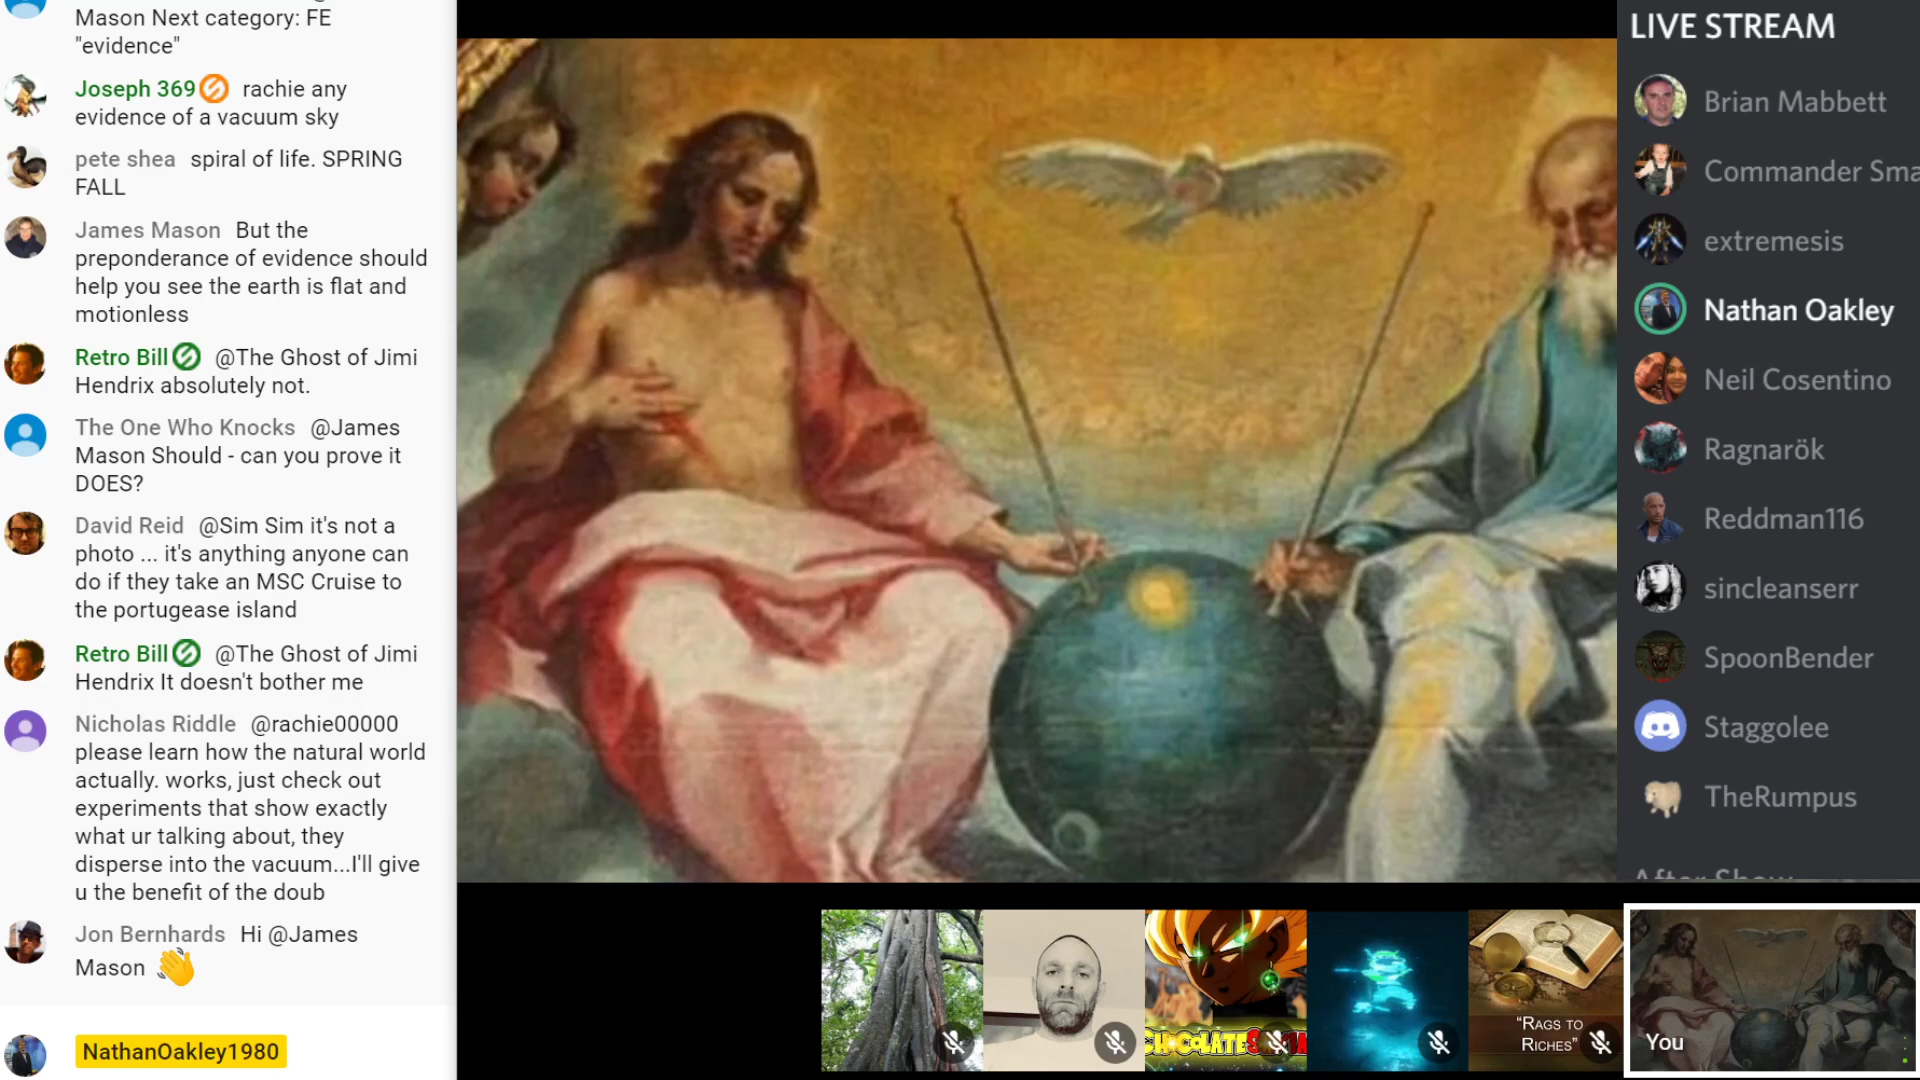 Mason Next category: FE
"evidence"
Joseph 369 rachie any
evidence of a vacuum sky
pete shea spiral of life. SPRING
FALL
James Mason But the
preponderance of evidence should
help you see the earth is flat and
motionless
Retro Bill @The Ghost of Jimi
Hendrix absolutely not.
The One Who Knocks @James
Mason Should - can you prove it
DOES?
David Reid @Sim Sim it's not a
photo ... it's anything anyone can
do if they take an MSC Cruise to
the portugease island
Retro Bill @The Ghost of Jimi
Hendrix It doesn't bother me
Nicholas Riddle @rachie00000
please learn how the natural world
actually. works, just check out
experiments that show exactly
what ur talking about, they
disperse into the vacuum...I'll give
u the benefit of the doub
Jon Bernhards Hi @James
Mason 👋
NathanOakley1980
LIVE STREAM
Brian Mabbett
Commander Sma
extremesis
Nathan Oakley
Neil Cosentino
Ragnarök
Reddman116
sincleanserr
SpoonBender
Staggolee
TheRumpus
After Show
CHOCOLATE
"RAGS TO
RICHES"
You